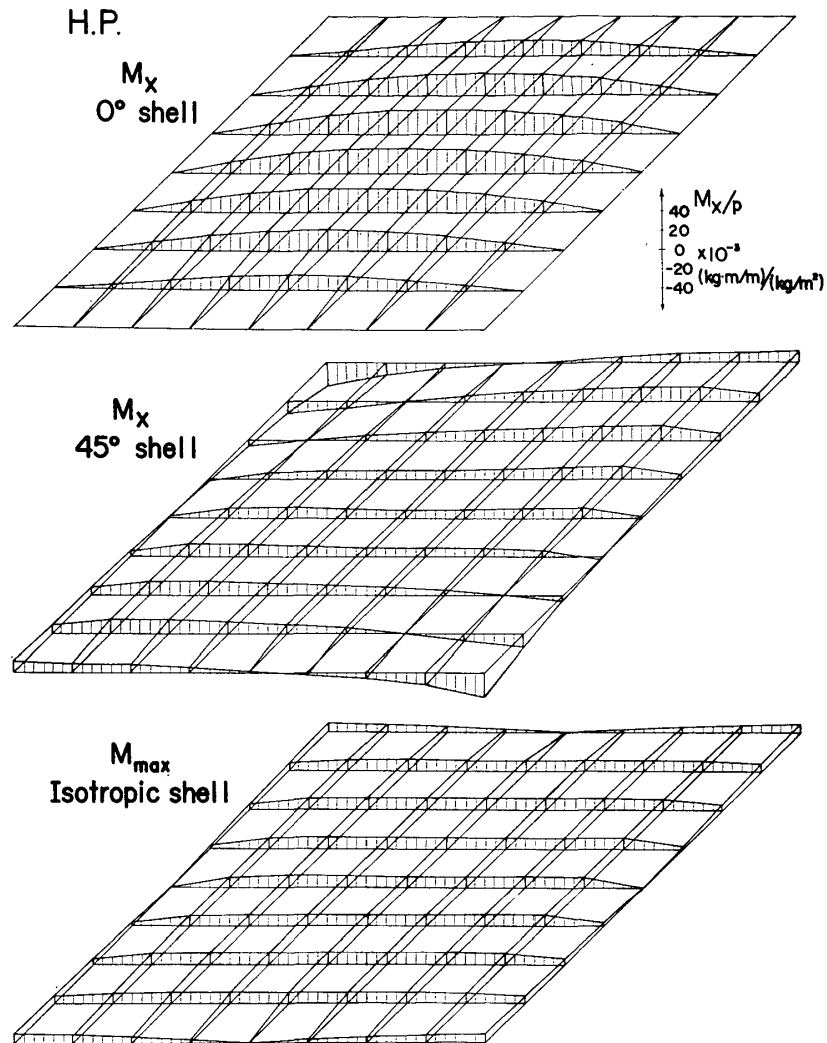 H.P.
Mx
0° shell
Mx/p
40
20
0 ×10⁻³
-20 (kg·m/m)/(kg/m²)
-40
Mx
45° shell
Mmax
Isotropic shell